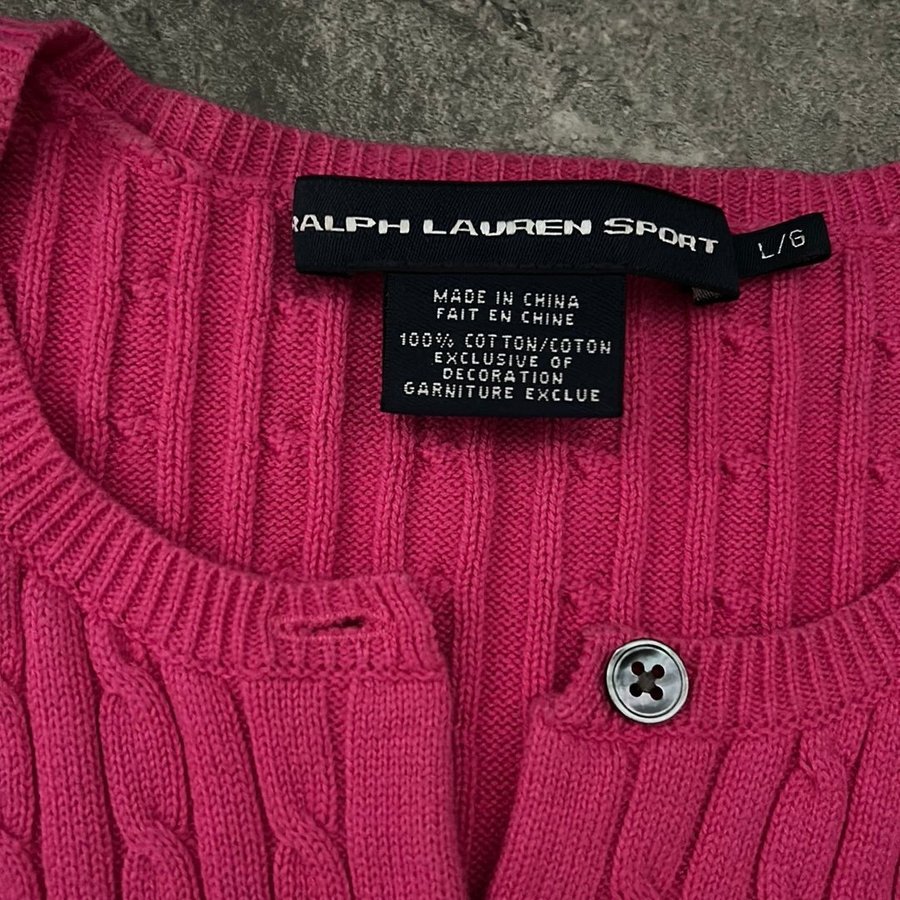 RALPH LAUREN SPORT
L/G
MADE IN CHINA
FAIT EN CHINE
100% COTTON/COTON
EXCLUSIVE OF
DECORATION
GARNITURE EXCLUE